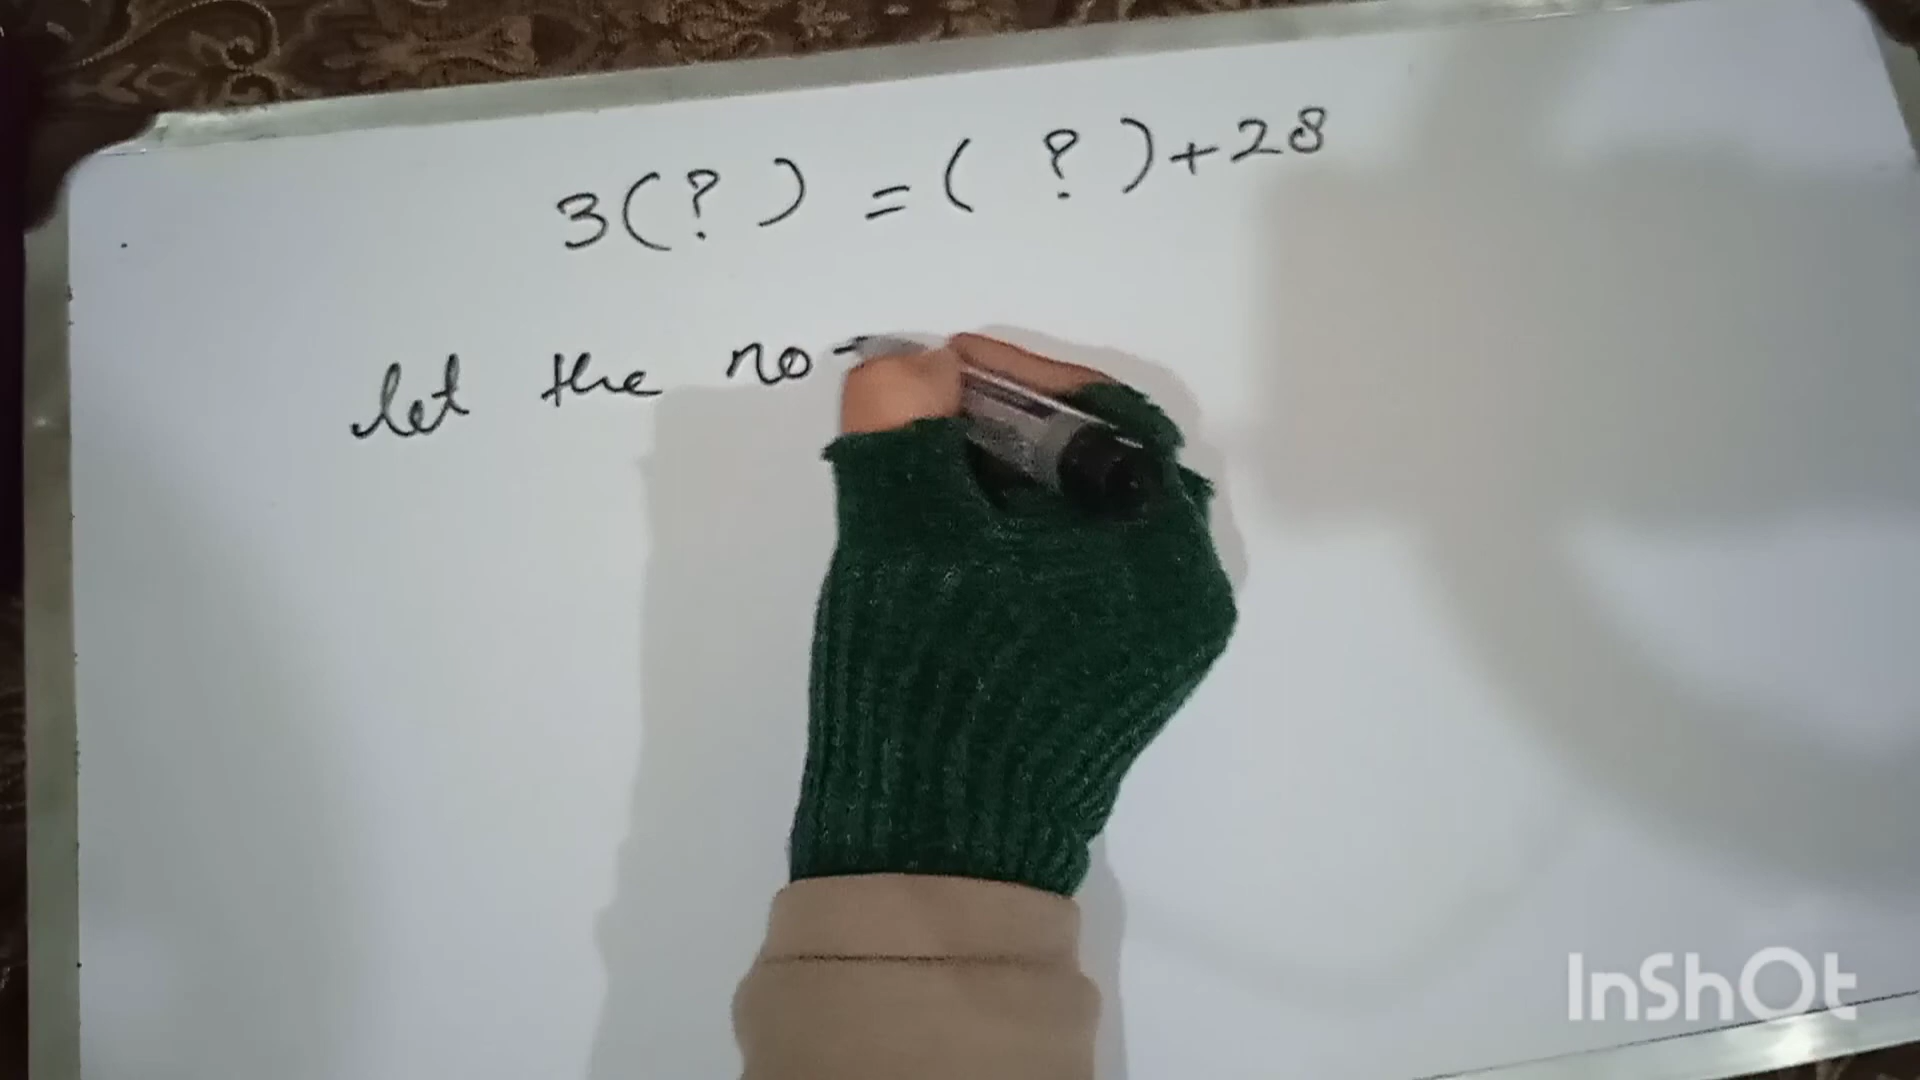 3(?) = ( ? )+28
let the no
InShOt